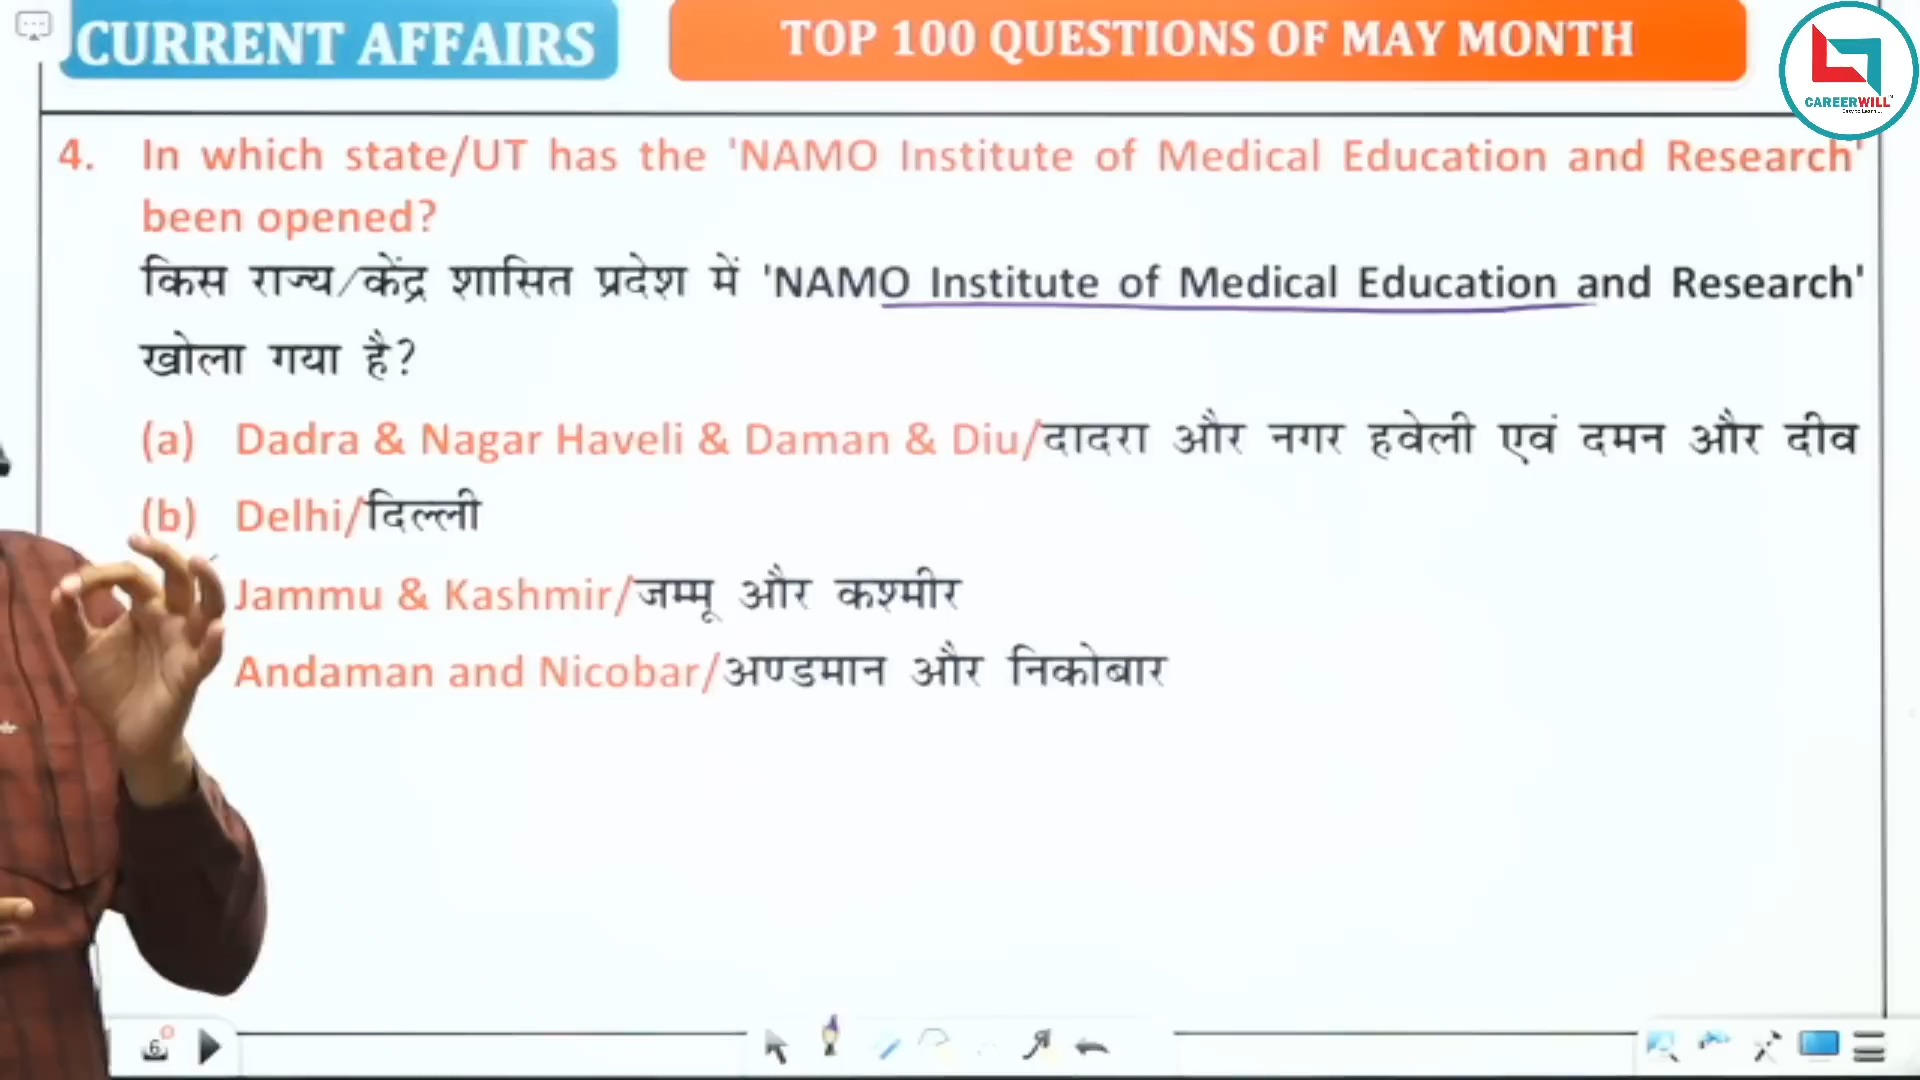 CURRENT AFFAIRS
TOP 100 QUESTIONS OF MAY MONTH
CAREERWILL
4. In which state/UT has the 'NAMO Institute of Medical Education and Research'
been opened?
किस राज्य/केंद्र शासित प्रदेश में 'NAMO Institute of Medical Education and Research'
खोला गया है?
(a) Dadra & Nagar Haveli & Daman & Diu/दादरा और नगर हवेली एवं दमन और दीव
(b) Delhi/दिल्ली
Jammu & Kashmir/जम्मू और कश्मीर
Andaman and Nicobar/अण्डमान और निकोबार
6